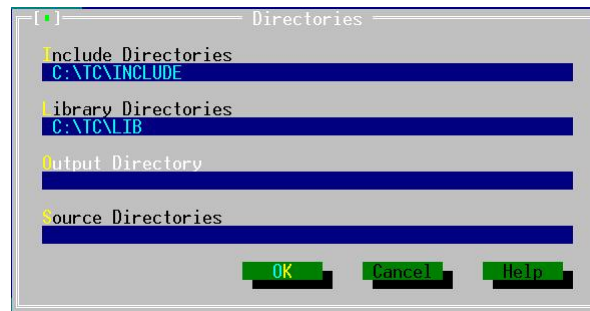 Directories
Include Directories
C:\TC\INCLUDE
Library Directories
C:\TC\LIB
Output Directory
Source Directories
OK Cancel Help